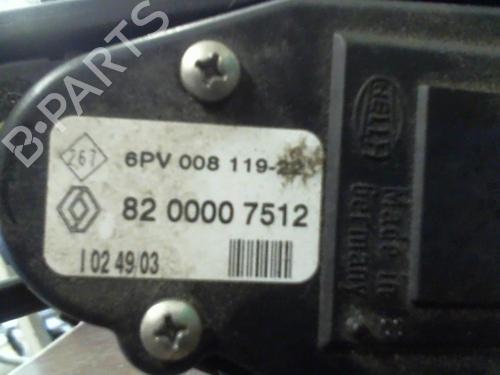 267
6PV 008 119-22
82 00007512
I 02 49 03
HELLA
Made in
Germany
B-PARTS